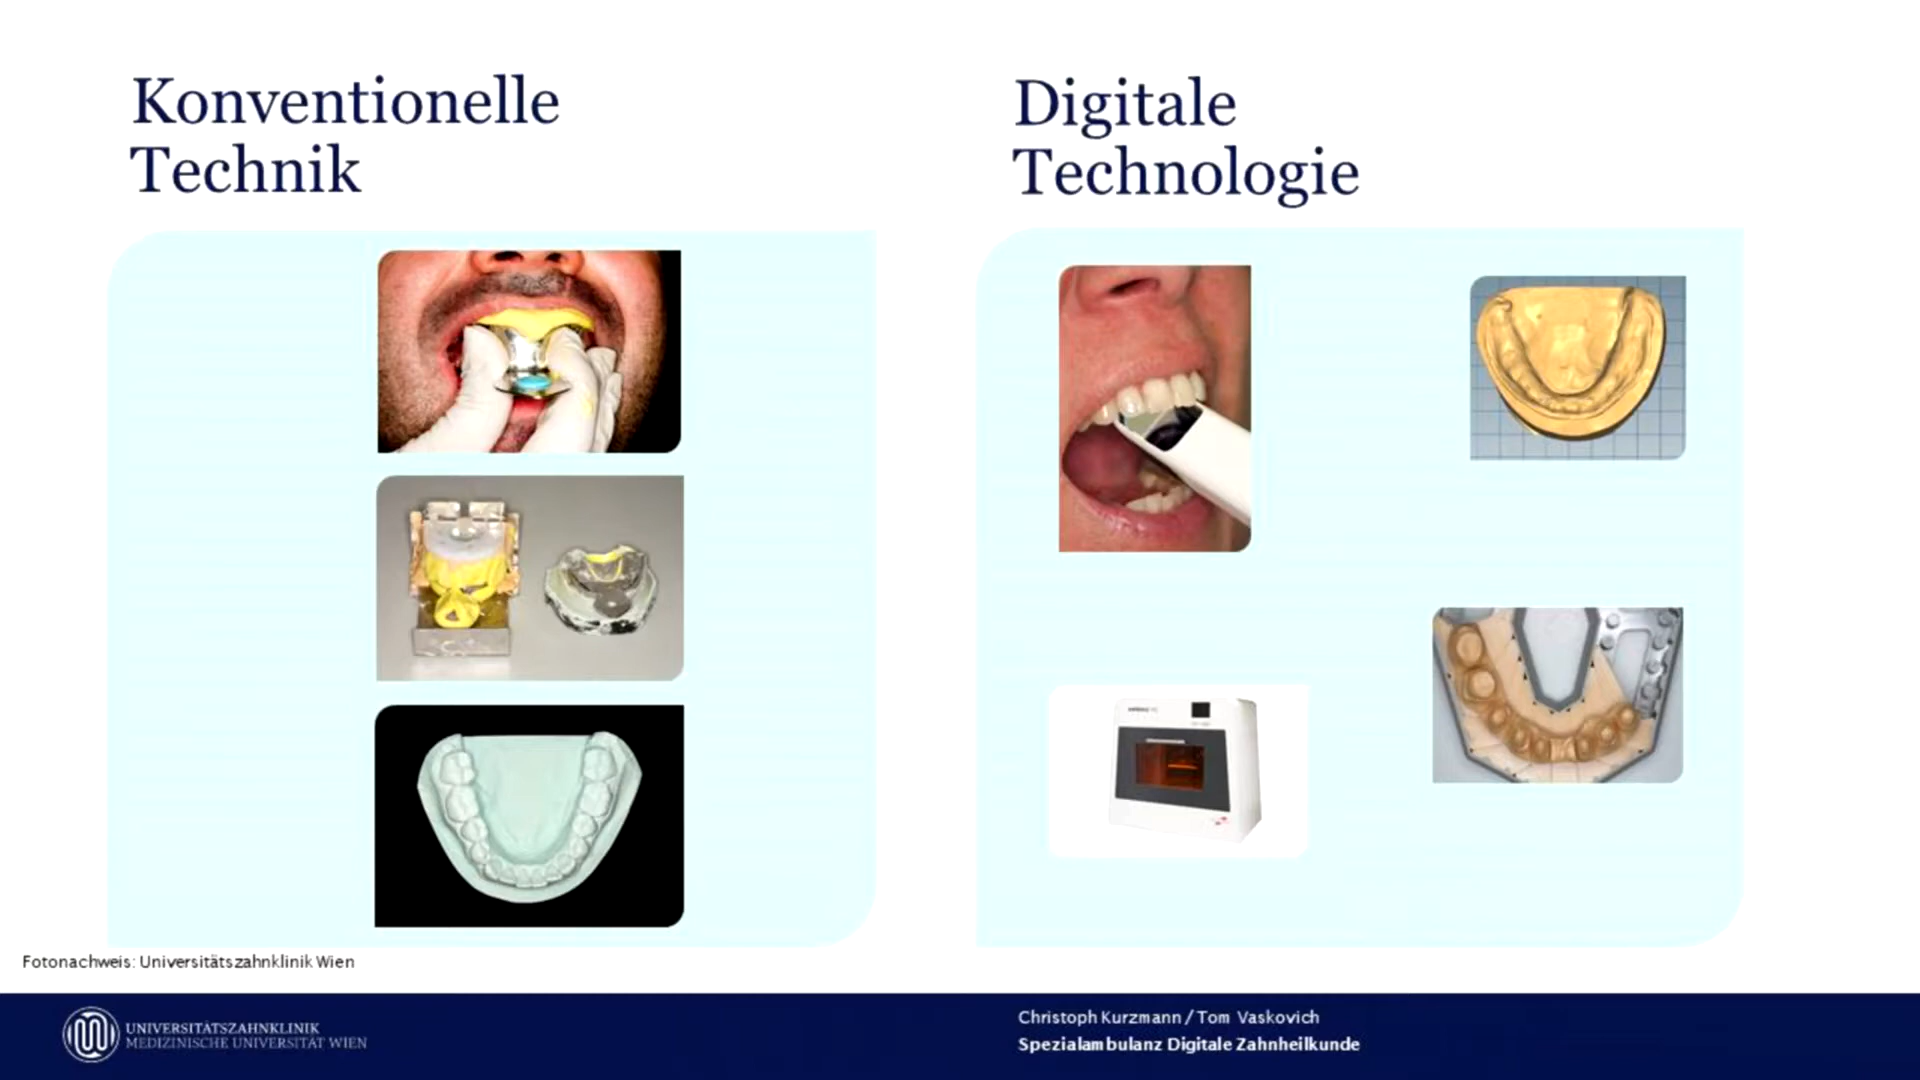 Konventionelle
Technik
Digitale
Technologie
Fotonachweis: Universitätszahnklinik Wien
UNIVERSITÄTSZAHNKLINIK
MEDIZINISCHE UNIVERSITÄT WIEN
Christoph Kurzmann / Tom Vaskovich
Spezialambulanz Digitale Zahnheilkunde